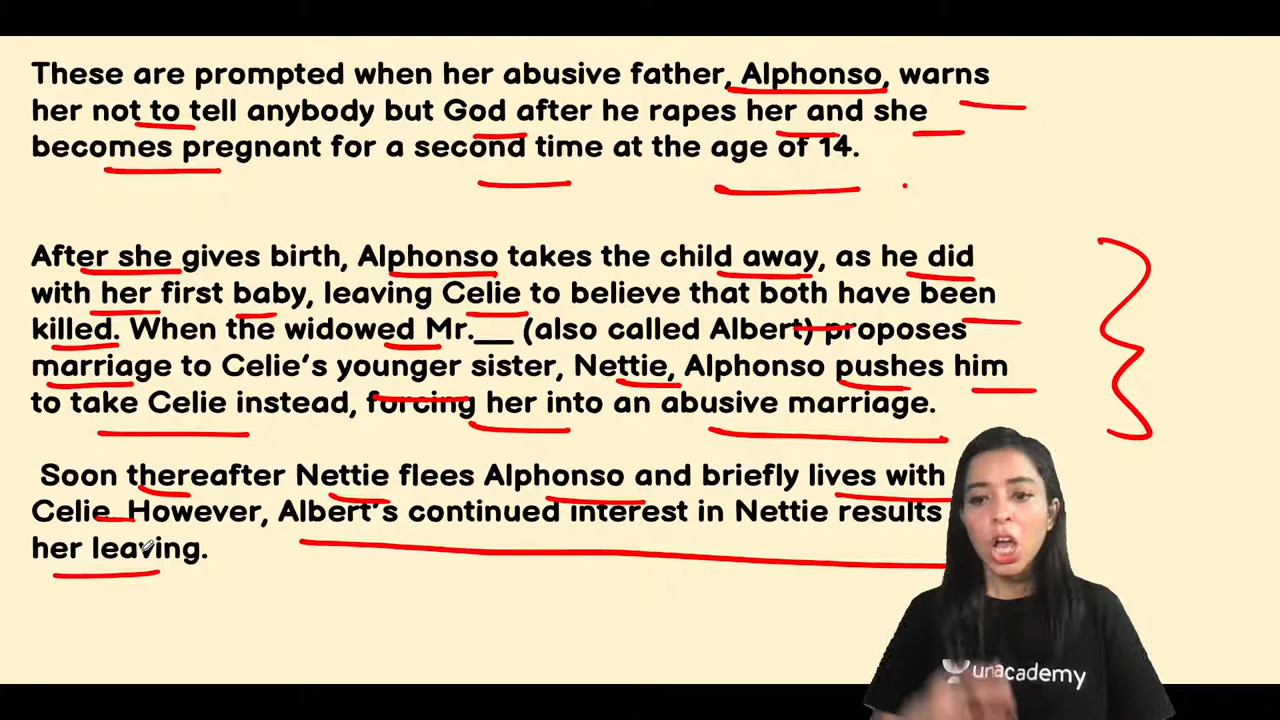 These are prompted when her abusive father, Alphonso, warns
her not to tell anybody but God after he rapes her and she
becomes pregnant for a second time at the age of 14.
After she gives birth, Alphonso takes the child away, as he did
with her first baby, leaving Celie to believe that both have been
killed. When the widowed Mr.__ (also called Albert) proposes
marriage to Celie's younger sister, Nettie, Alphonso pushes him
to take Celie instead, forcing her into an abusive marriage.
Soon thereafter Nettie flees Alphonso and briefly lives with
Celie. However, Albert's continued interest in Nettie results
her leaving.
unacademy